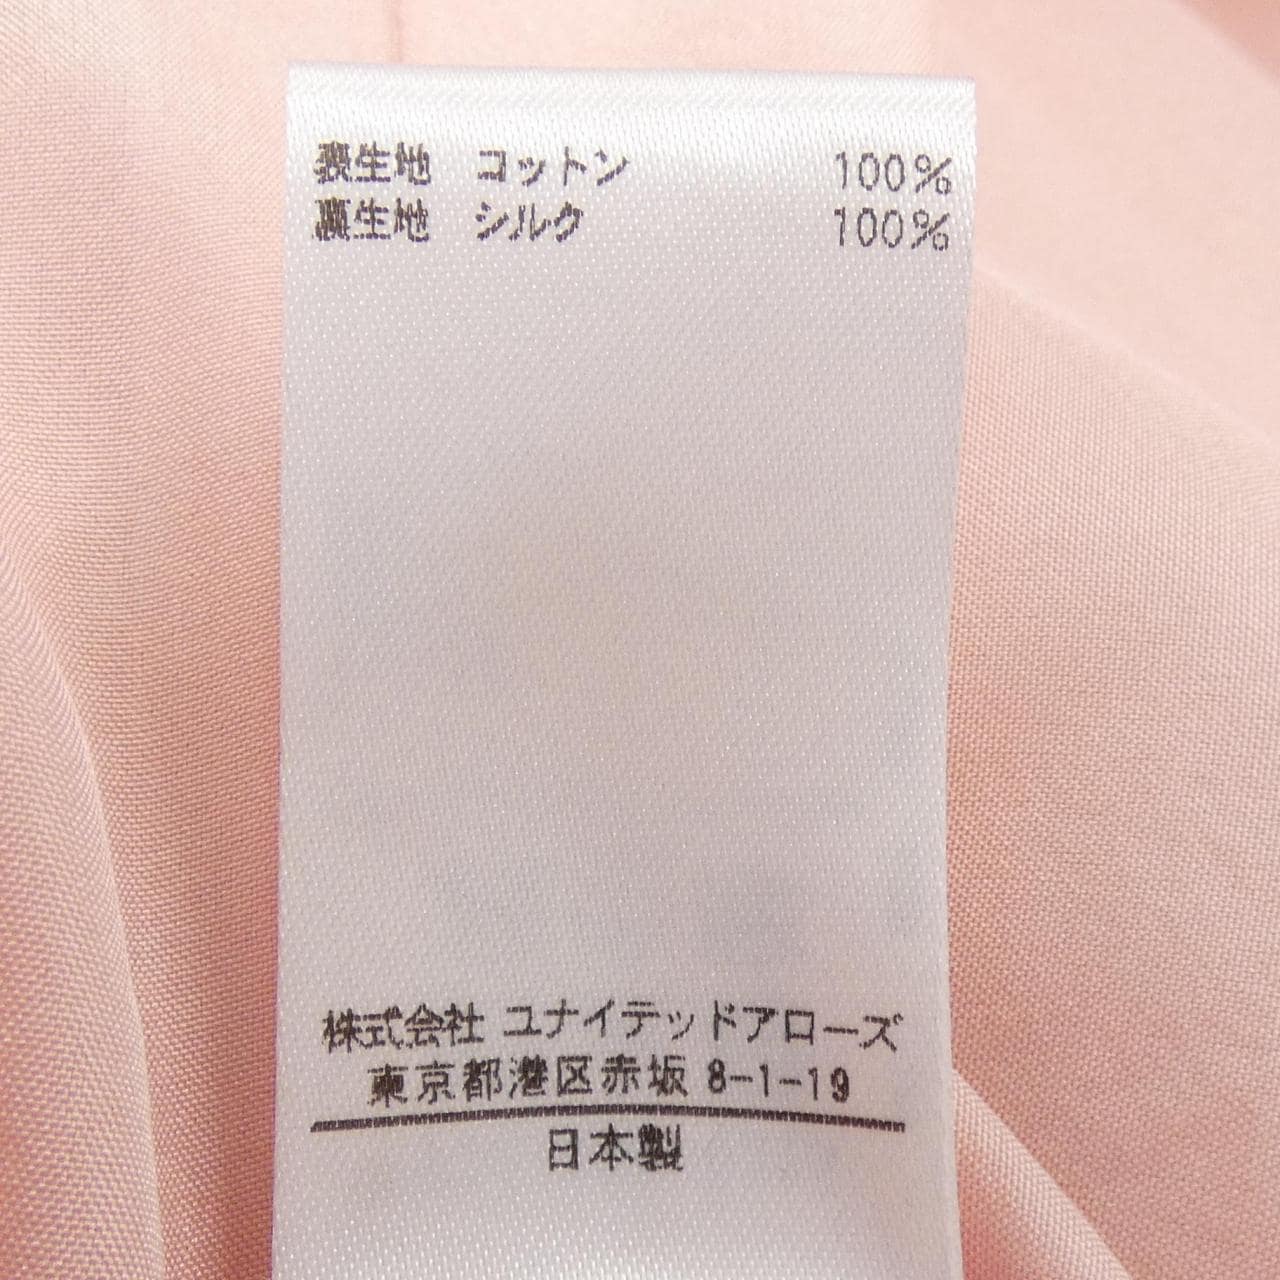 表生地 コットン 100%
裏生地 シルク 100%
株式会社 ユナイテッドアローズ
東京都港区赤坂 8-1-19
日本製